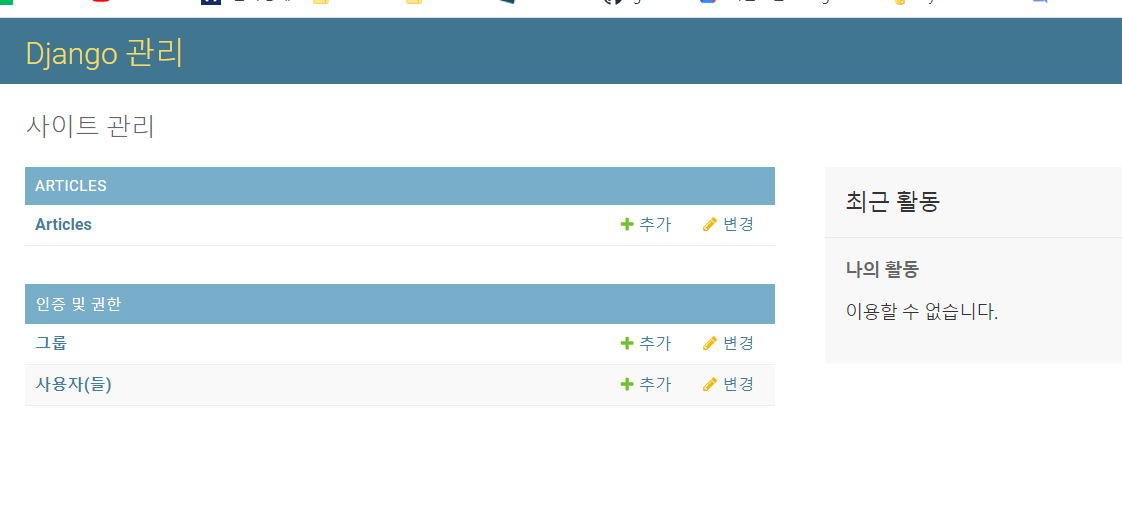 Django 관리
사이트 관리
ARTICLES
Articles 추가 변경
인증 및 권한
그룹 추가 변경
사용자(들) 추가 변경
최근 활동
나의 활동
이용할 수 없습니다.